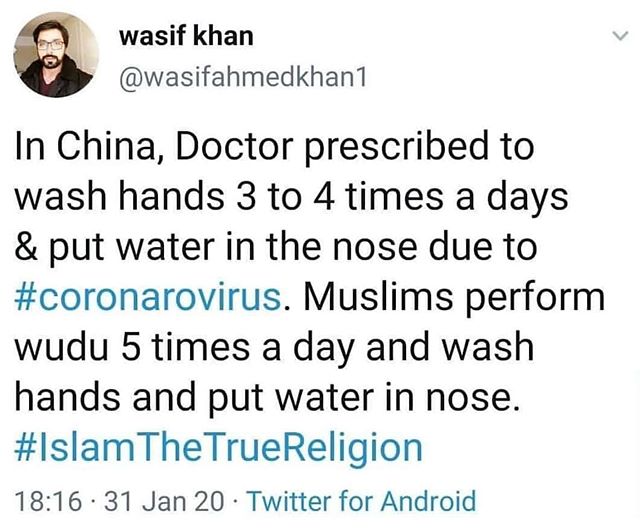 wasif khan
@wasifahmedkhan1
In China, Doctor prescribed to
wash hands 3 to 4 times a days
& put water in the nose due to
#coronarovirus. Muslims perform
wudu 5 times a day and wash
hands and put water in nose.
#IslamTheTrueReligion
18:16 · 31 Jan 20 · Twitter for Android